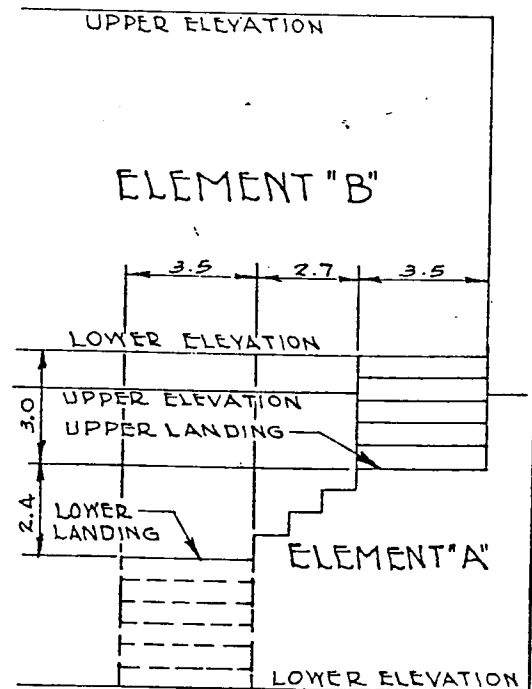 UPPER ELEVATION
ELEMENT "B"
3.5 2.7 3.5
LOWER ELEVATION
3.0
UPPER ELEVATION
UPPER LANDING
2.4
LOWER
LANDING
ELEMENT "A"
LOWER ELEVATION